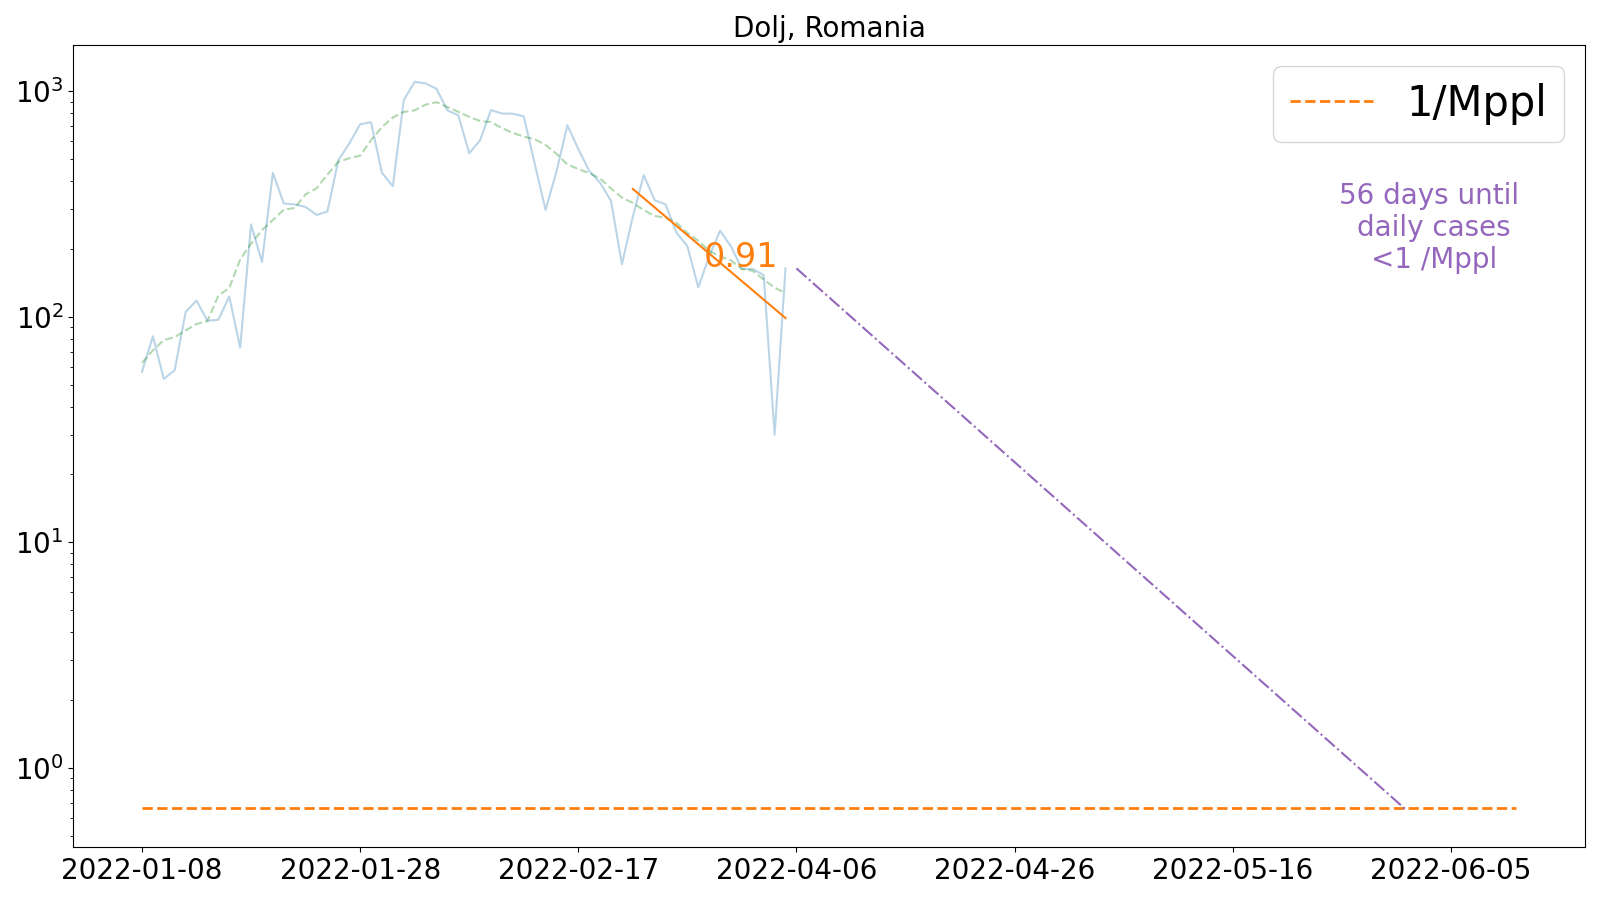 Dolj, Romania
10³
10²
10¹
10⁰
1/Mppl
56 days until
daily cases
<1 /Mppl
0.91
2022-01-08 2022-01-28 2022-02-17 2022-04-06 2022-04-26 2022-05-16 2022-06-05